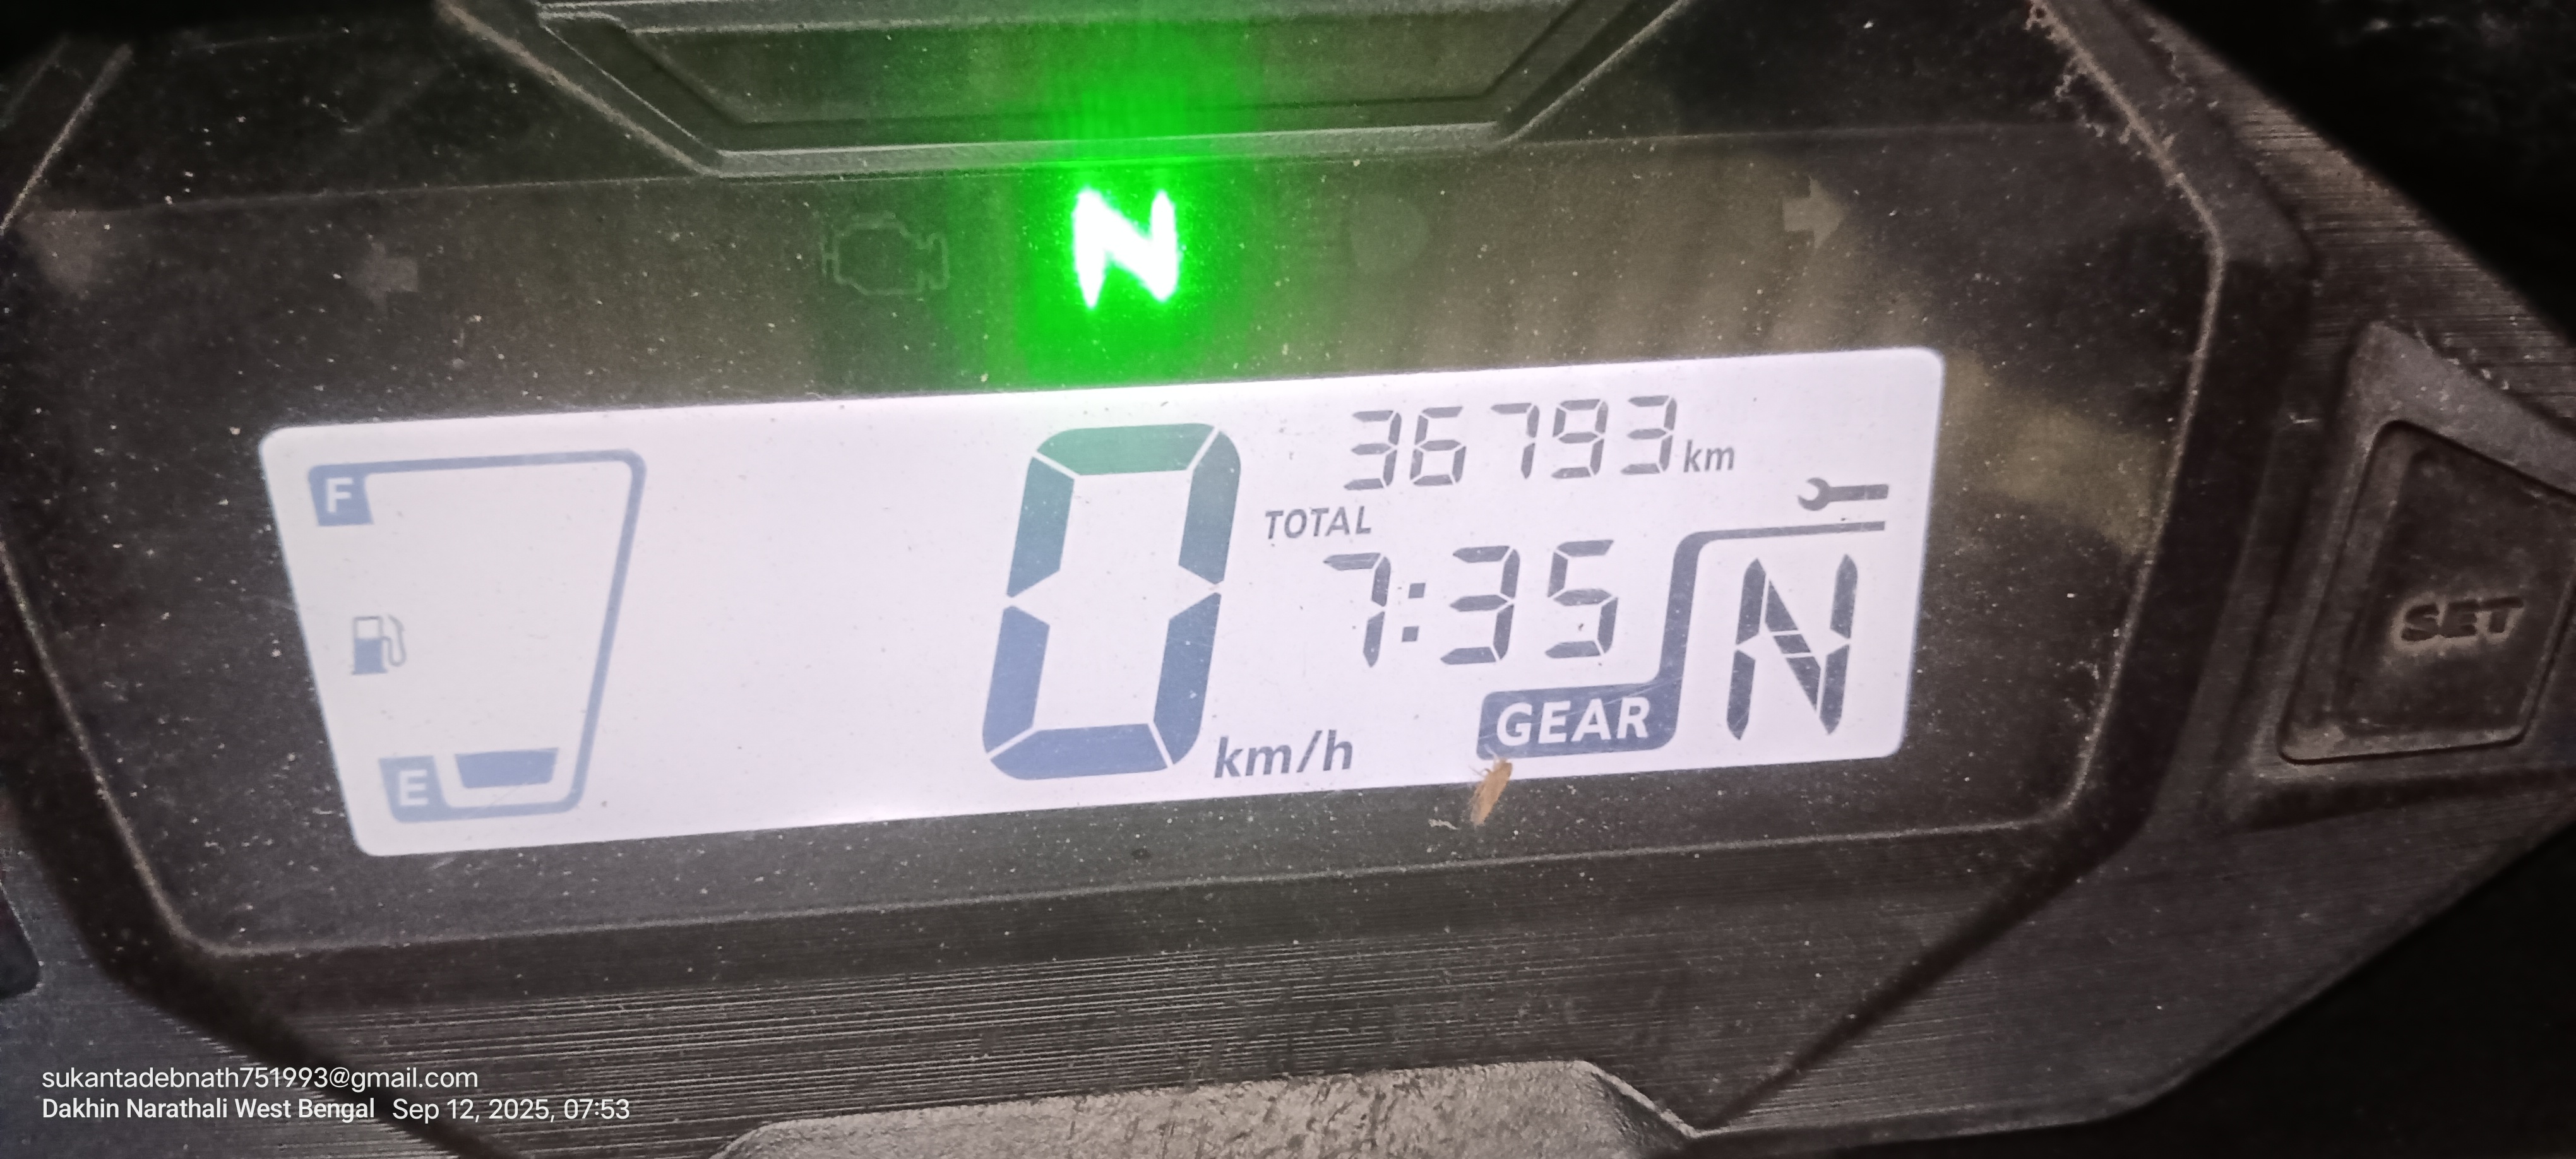 N
F
36793 km
TOTAL
7:35
0 km/h
GEAR N
E
SET
sukantadebnath751993@gmail.com
Dakhin Narathali West Bengal Sep 12, 2025, 07:53